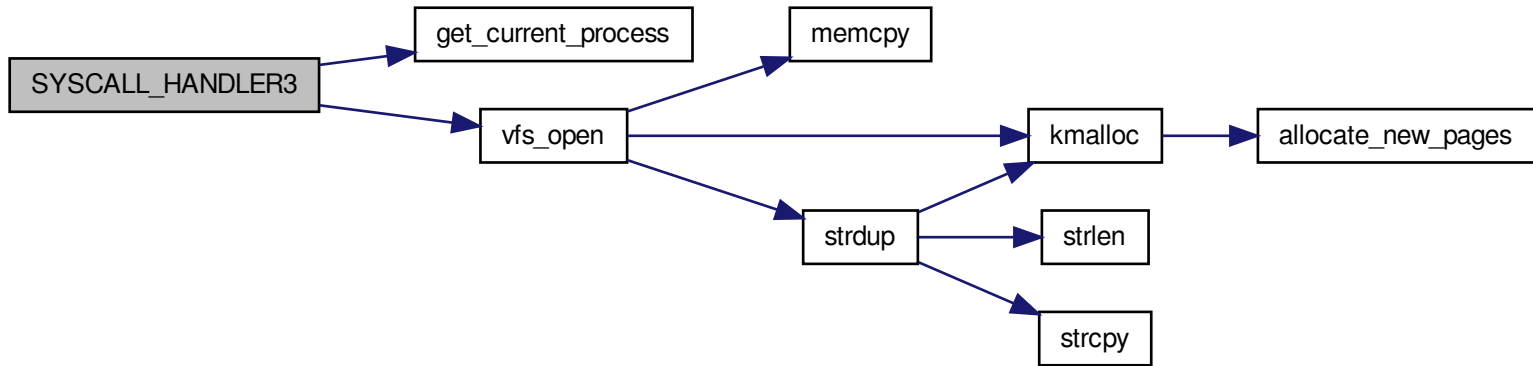 SYSCALL_HANDLER3
get_current_process
vfs_open
memcpy
kmalloc
strdup
allocate_new_pages
strlen
strcpy